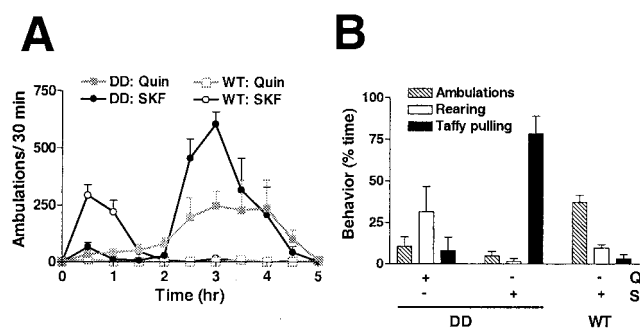 A
DD: Quin
WT: Quin
DD: SKF
WT: SKF
Ambulations/ 30 min
750
500
250
0
0 1 2 3 4 5
Time (hr)
B
Ambulations
Rearing
Taffy pulling
Behavior (% time)
100
75
50
25
0
+ - - Q
- + + S
DD WT